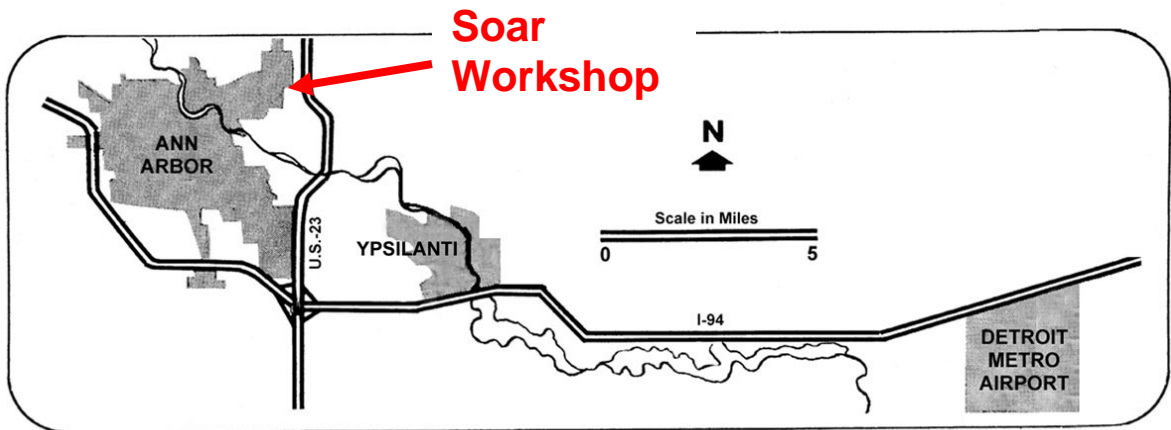 Soar
Workshop
ANN
ARBOR
N
U.S.-23
Scale in Miles
0 5
YPSILANTI
I-94
DETROIT
METRO
AIRPORT